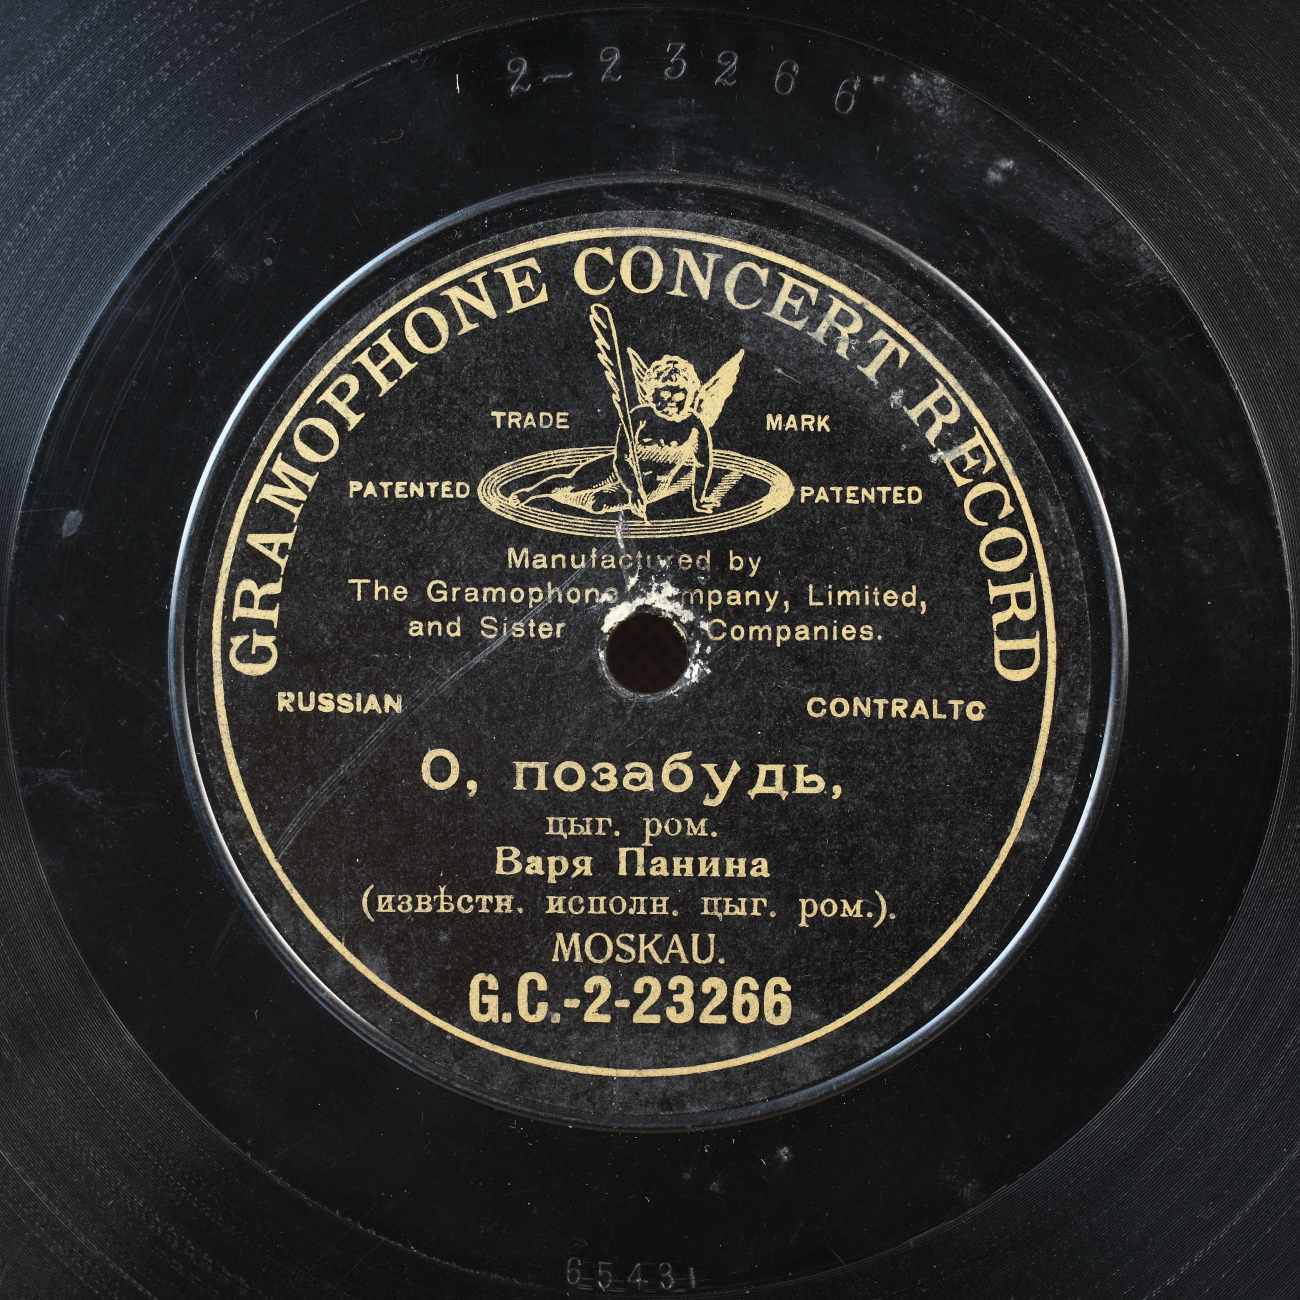 2-23266
GRAMOPHONE CONCERT RECORD
TRADE MARK
PATENTED PATENTED
Manufactured by
The Gramophone Company, Limited,
and Sister Companies.
RUSSIAN CONTRALTO
О, позабудь,
цыг. ром.
Варя Панина
(извѣстн. исполн. цыг. ром.).
MOSKAU.
G.C.-2-23266
65431